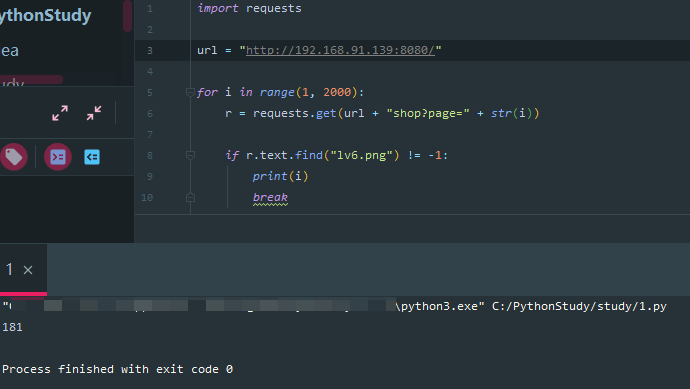 ythonStudy
ea
1 import requests
2
3 url = "http://192.168.91.139:8080/"
4
5 for i in range(1, 2000):
6 r = requests.get(url + "shop?page=" + str(i))
7
8 if r.text.find("lv6.png") != -1:
9 print(i)
10 break
1 ×
\python3.exe" C:/PythonStudy/study/1.py
181
Process finished with exit code 0